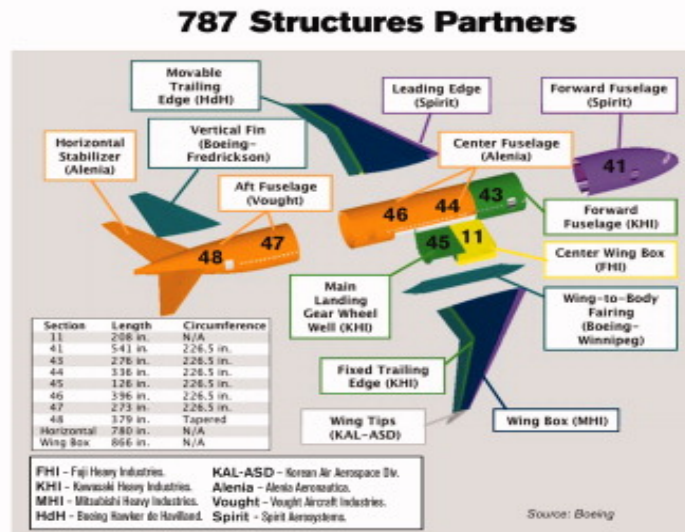 787 Structures Partners
Movable
Trailing
Edge (HdH)
Leading Edge
(Spirit)
Forward Fuselage
(Spirit)
Horizontal
Stabilizer
(Alenia)
Vertical Fin
(Boeing-
Fredrickson)
Center Fuselage
(Alenia)
Aft Fuselage
(Vought)
41
43
44
46
47
48
45
11
Forward
Fuselage (KHI)
Center Wing Box
(FHI)
Main
Landing
Gear Wheel
Well (KHI)
Wing-to-Body
Fairing
(Boeing-
Winnipeg)
Fixed Trailing
Edge (KHI)
Wing Tips
(KAL-ASD)
Wing Box (MHI)
Section Length Circumference
11 208 in. N/A
41 541 in. 226.5 in.
43 276 in. 226.5 in.
44 336 in. 226.5 in.
45 126 in. 226.5 in.
46 396 in. 226.5 in.
47 273 in. 226.5 in.
48 379 in. Tapered
Horizontal 780 in. N/A
Wing Box 866 in. N/A
FHI - Fuji Heavy Industries.
KHI - Kawasaki Heavy Industries.
MHI - Mitsubishi Heavy Industries.
HdH - Boeing Hawker de Havilland.
KAL-ASD - Korean Air Aerospace Div.
Alenia - Alenia Aeronautica.
Vought - Vought Aircraft Industries.
Spirit - Spirit Aerosystems.
Source: Boeing